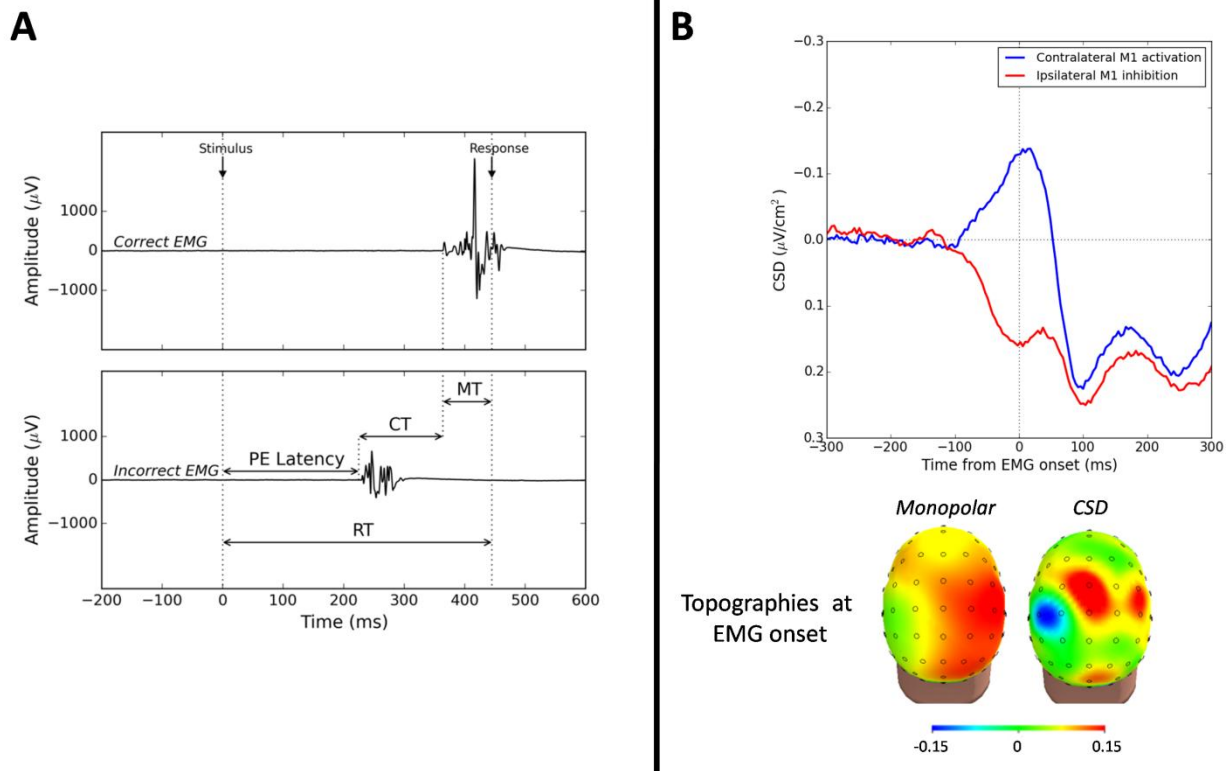 A
Stimulus
Response
Amplitude (μV)
1000
0
−1000
Correct EMG
Amplitude (μV)
1000
0
−1000
Incorrect EMG
MT
CT
PE Latency
RT
−200 −100 0 100 200 300 400 500 600
Time (ms)
B
−0.3
−0.2
−0.1
0.0
0.1
0.2
0.3
CSD (μV/cm²)
Contralateral M1 activation
Ipsilateral M1 inhibition
−300 −200 −100 0 100 200 300
Time from EMG onset (ms)
Monopolar CSD
Topographies at
EMG onset
-0.15 0 0.15